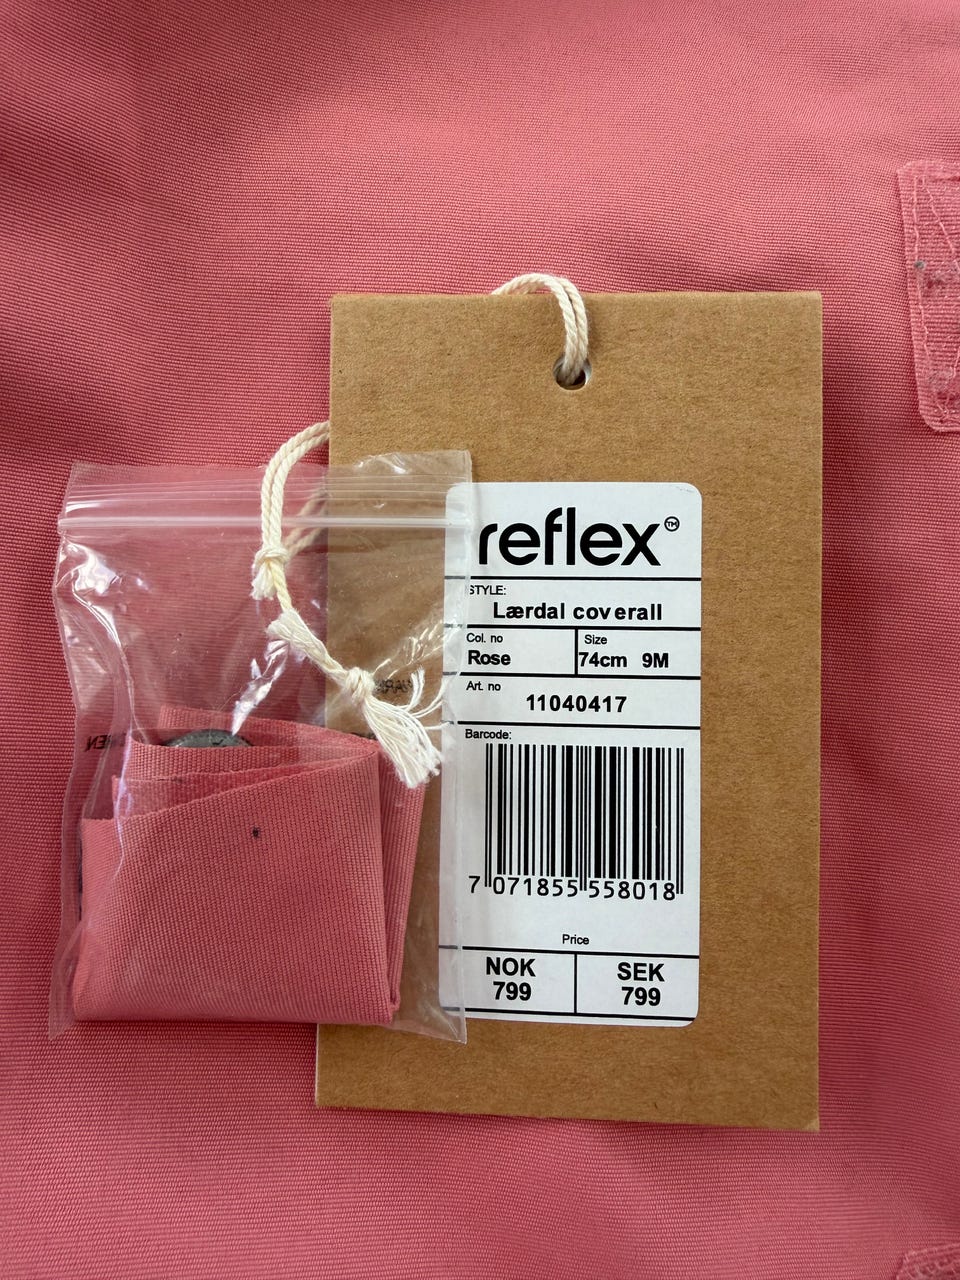 reflex™
STYLE:
Lærdal coverall
Col. no
Size
Rose
74cm 9M
Art. no
11040417
Barcode:
7 071855 558018
Price
NOK
799
SEK
799